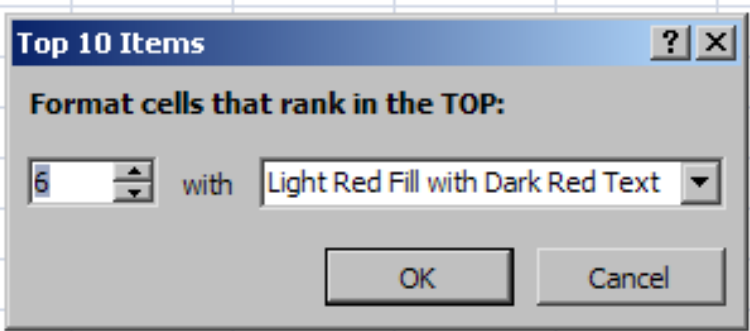 Top 10 Items
Format cells that rank in the TOP:
6 with Light Red Fill with Dark Red Text
OK Cancel